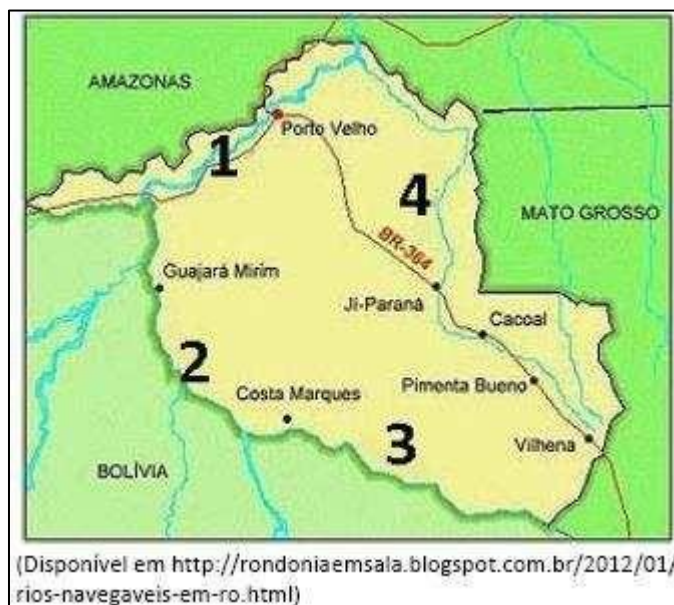 AMAZONAS
Porto Velho
1
4
MATO GROSSO
BR-364
Guajará Mirim
Jí-Paraná
Cacoal
2
Costa Marques
Pimenta Bueno
3
Vilhena
BOLÍVIA
(Disponível em http://rondoniaemsala.blogspot.com.br/2012/01/
rios-navegaveis-em-ro.html)